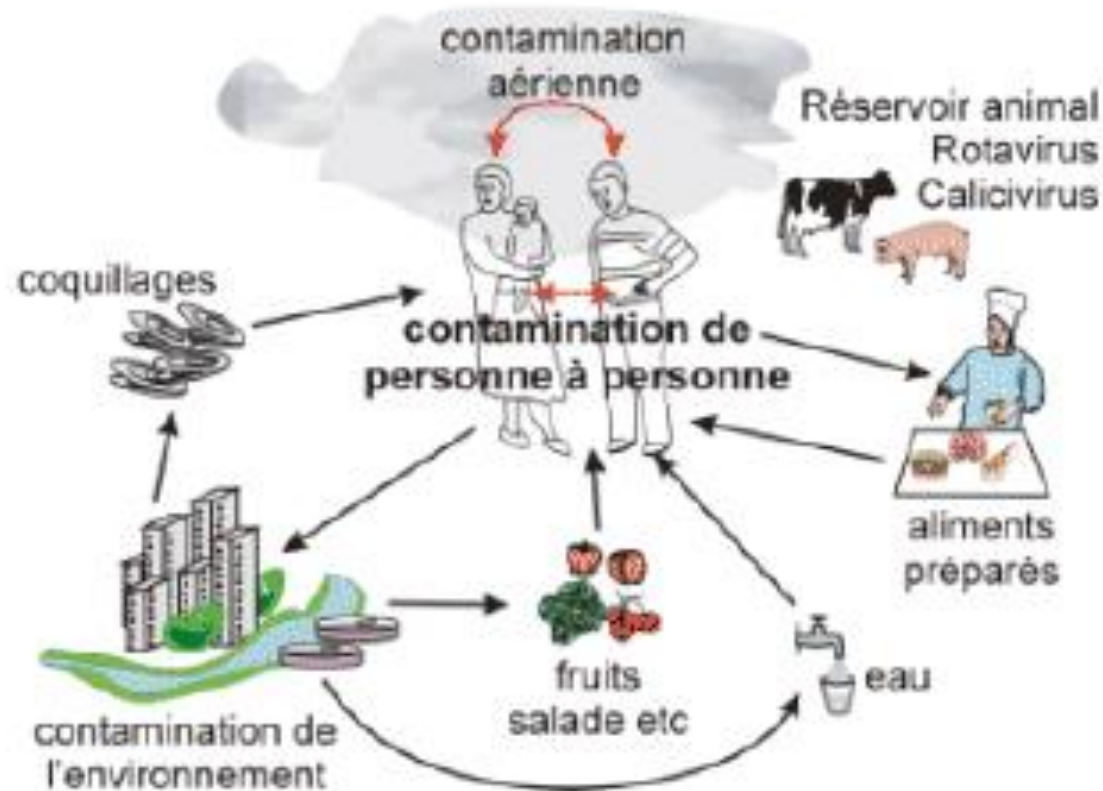 contamination
aérienne
Réservoir animal
Rotavirus
Calicivirus
coquillages
contamination de
personne à personne
aliments
préparés
fruits
salade etc
eau
contamination de
l'environnement